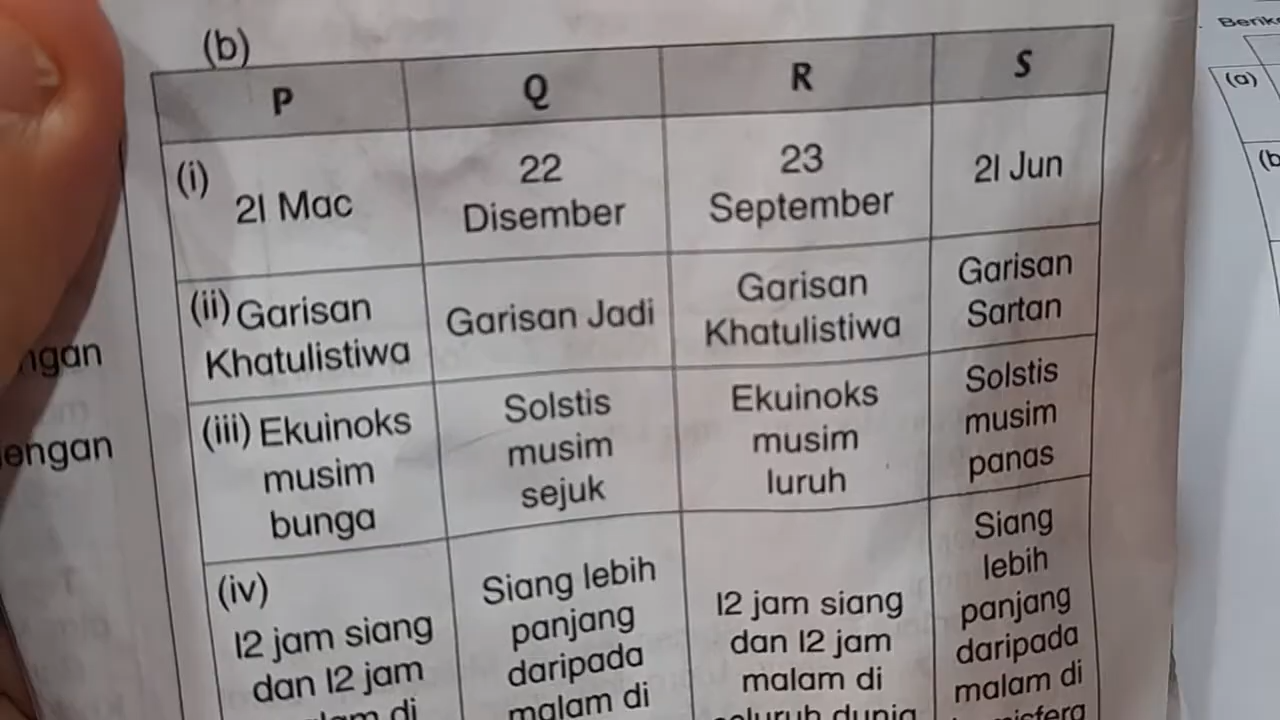 (b)
P
Q
R
S
(i)
21 Mac
22
Disember
23
September
21 Jun
(ii) Garisan
Khatulistiwa
Garisan Jadi
Garisan
Khatulistiwa
Garisan
Sartan
(iii) Ekuinoks
musim
bunga
Solstis
musim
sejuk
Ekuinoks
musim
luruh
Solstis
musim
panas
(iv)
12 jam siang
dan 12 jam
di
Siang lebih
panjang
daripada
malam di
12 jam siang
dan 12 jam
malam di
seluruh dunia
Siang
lebih
panjang
daripada
malam di
(a)